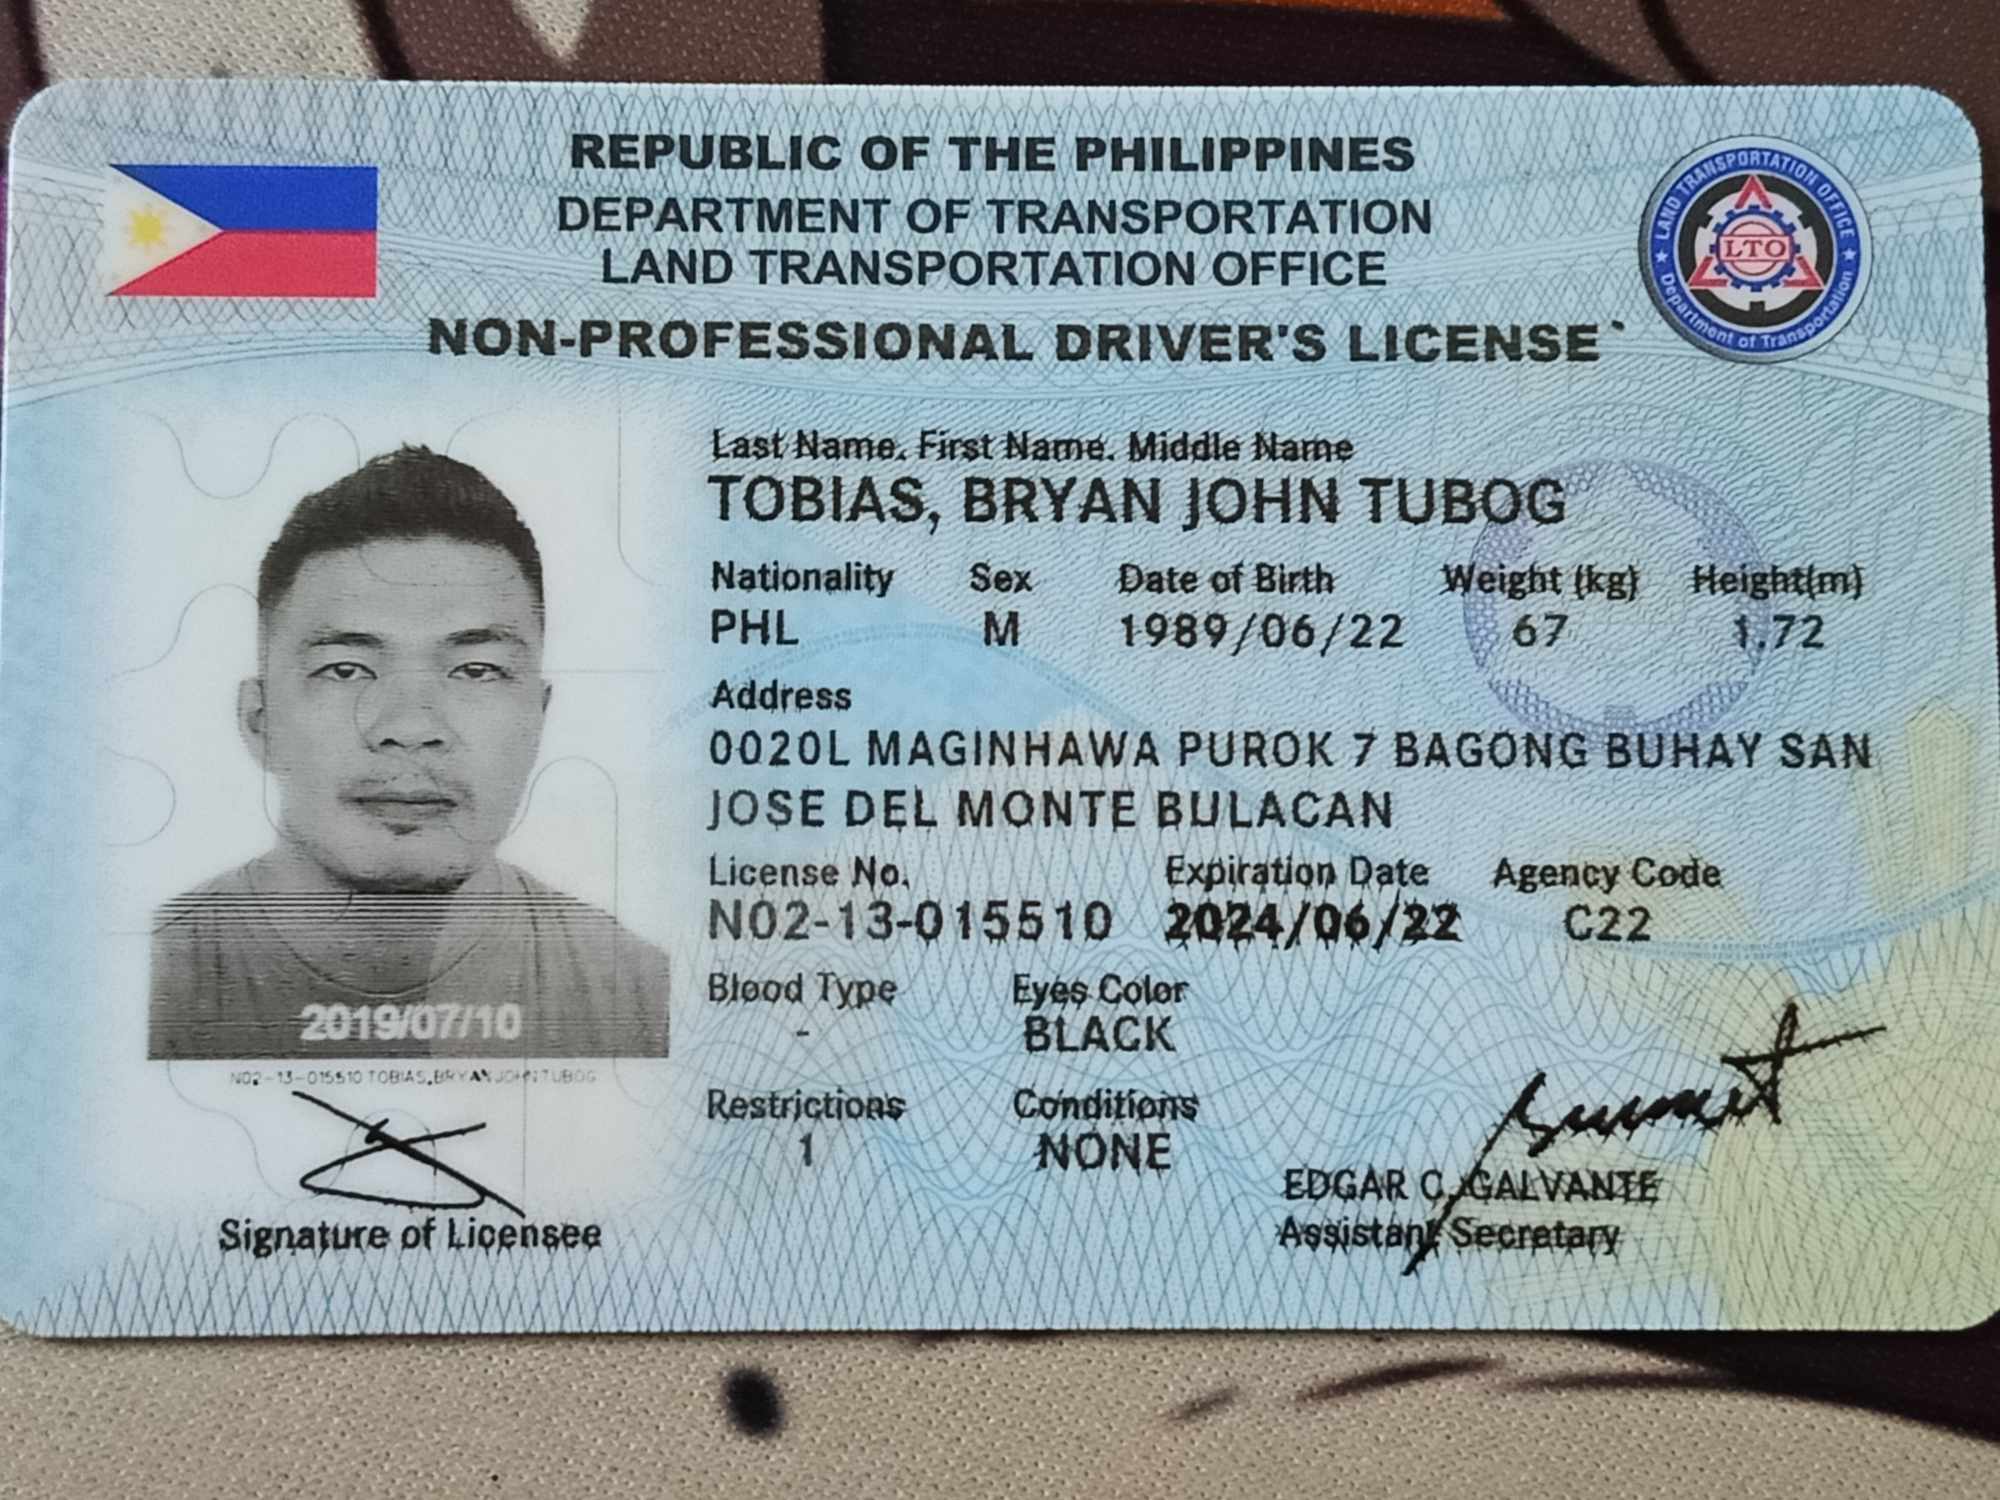 REPUBLIC OF THE PHILIPPINES
DEPARTMENT OF TRANSPORTATION
LAND TRANSPORTATION OFFICE
NON-PROFESSIONAL DRIVER'S LICENSE
LAND TRANSPORTATION OFFICE
LTO
Department of Transportation
Last Name. First Name. Middle Name
TOBIAS, BRYAN JOHN TUBOG
Nationality Sex Date of Birth Weight (kg) Height(m)
PHL M 1989/06/22 67 1.72
Address
0020L MAGINHAWA PUROK 7 BAGONG BUHAY SAN
JOSE DEL MONTE BULACAN
License No. Expiration Date Agency Code
N02-13-015510 2024/06/22 C22
Blood Type Eyes Color
- BLACK
Restrictions Conditions
1 NONE
2019/07/10
N02-13-015510 TOBIAS,BRYAN JOHN TUBOG
Signature of Licensee
EDGAR C. GALVANTE
Assistant Secretary